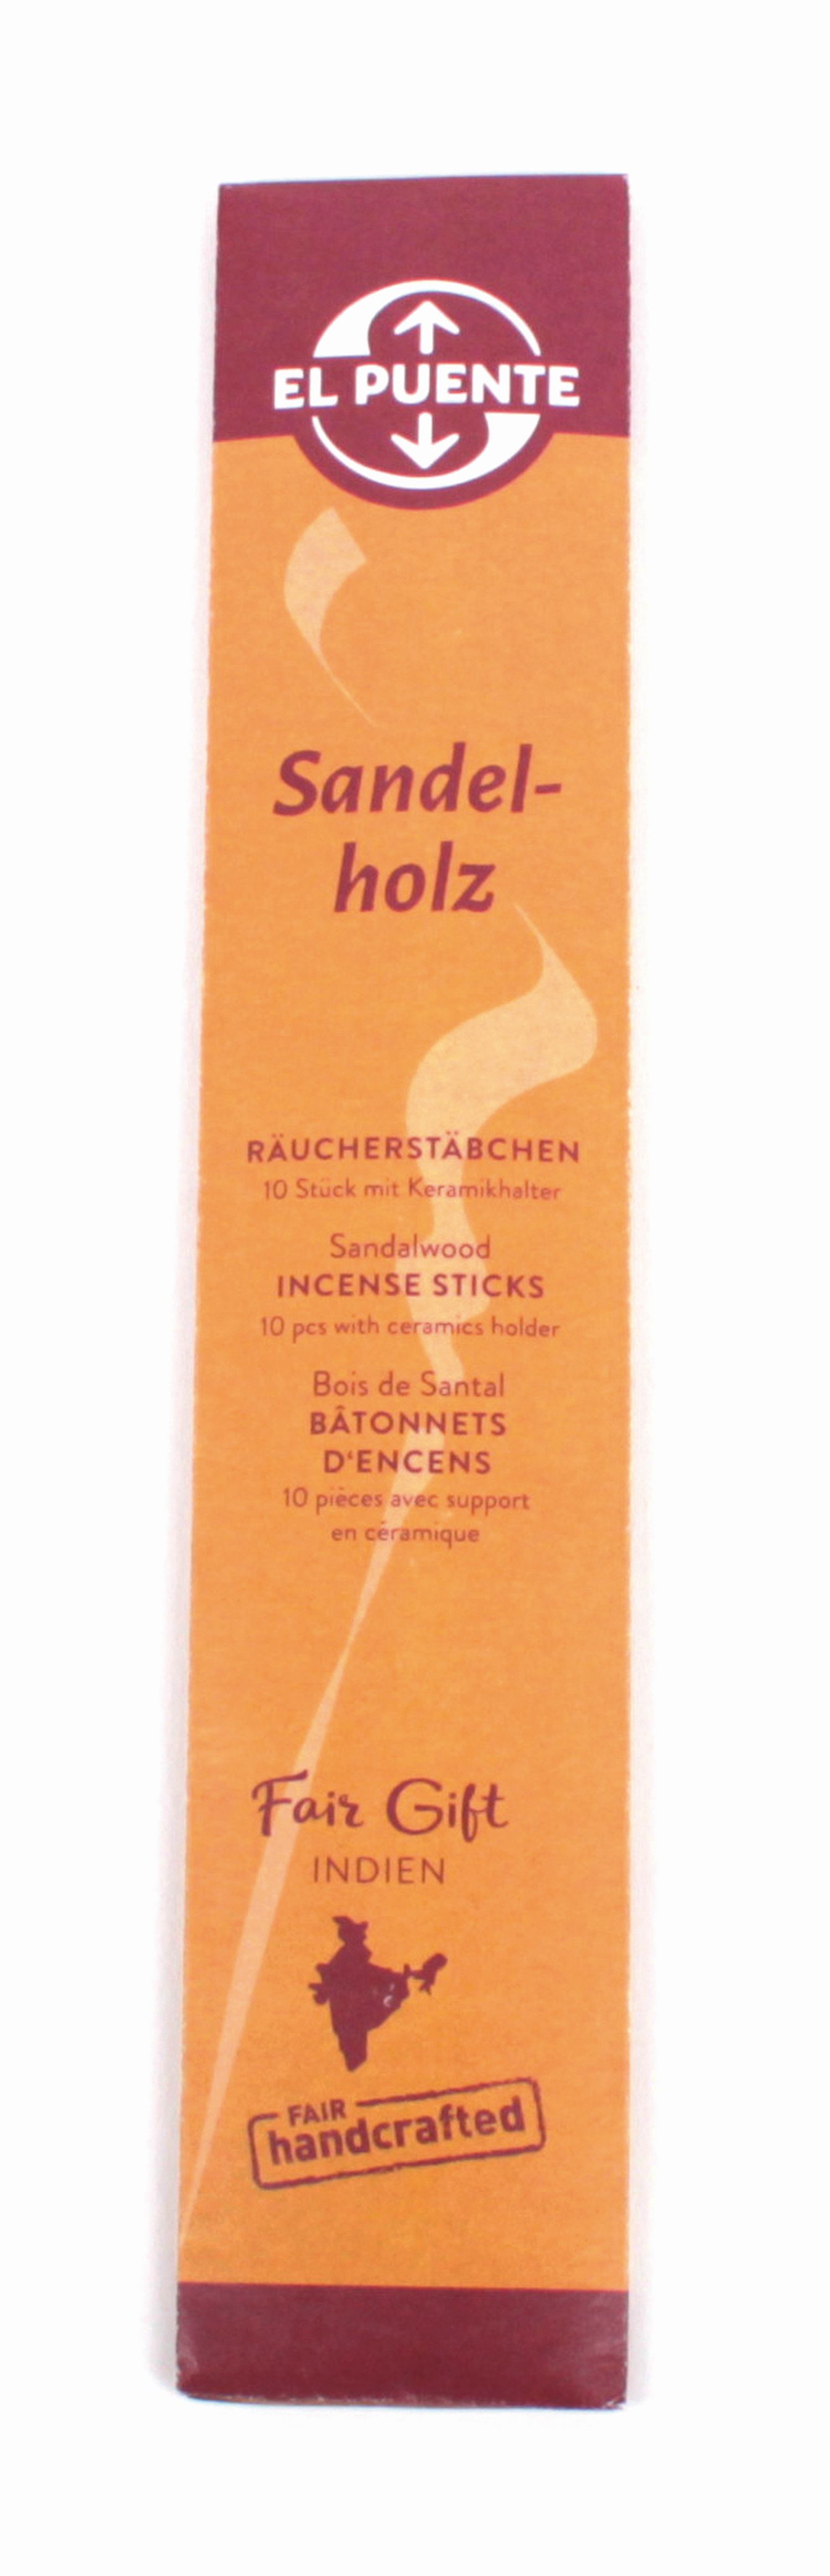 EL PUENTE
Sandel-
holz
RÄUCHERSTÄBCHEN
10 Stück mit Keramikhalter
Sandalwood
INCENSE STICKS
10 pcs with ceramics holder
Bois de Santal
BÂTONNETS
D‘ENCENS
10 pièces avec support
en céramique
Fair Gift
INDIEN
FAIR
handcrafted